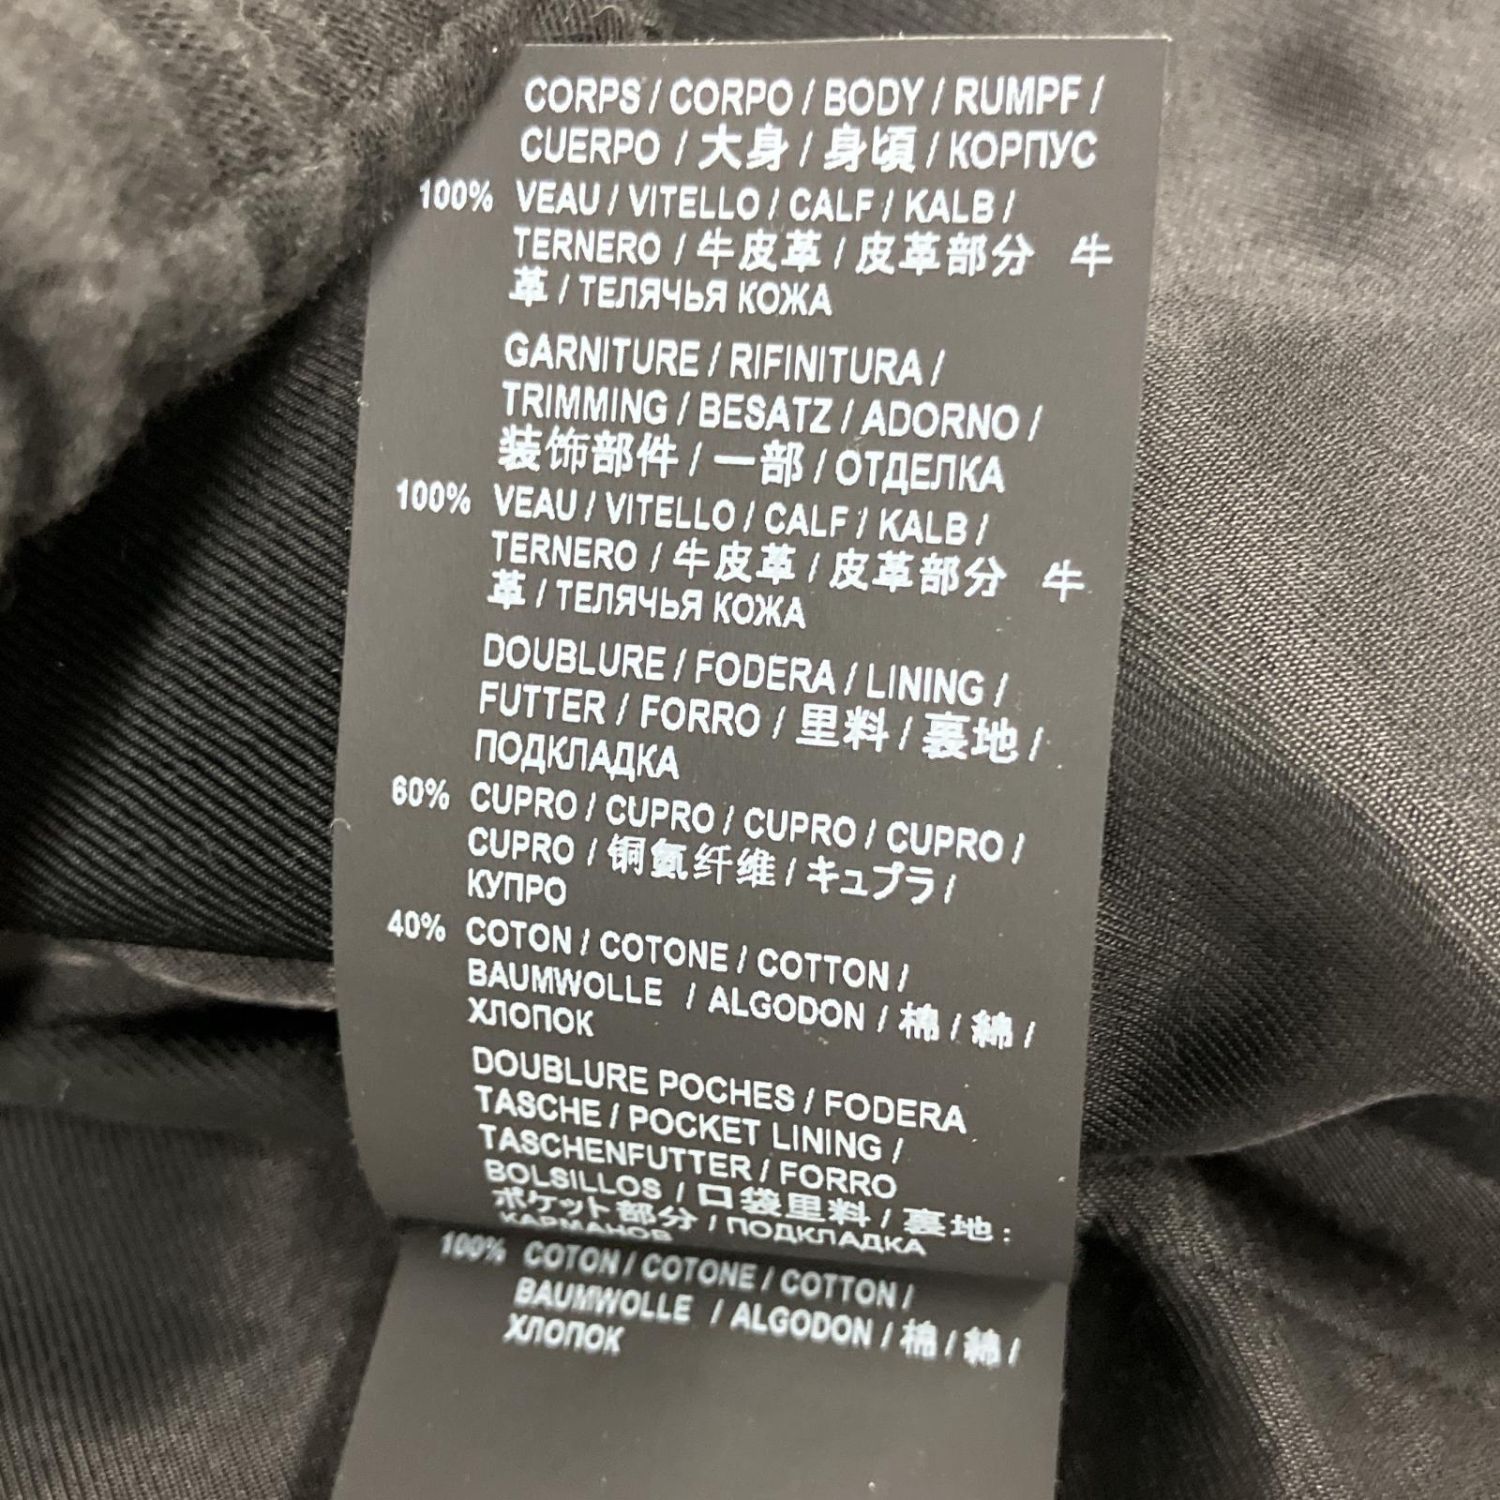 CORPS / CORPO / BODY / RUMPF /
CUERPO / 大身 / 身頃 / КОРПУС
100% VEAU / VITELLO / CALF / KALB /
TERNERO / 牛皮革 / 皮革部分 牛
革 / ТЕЛЯЧЬЯ КОЖА
GARNITURE / RIFINITURA /
TRIMMING / BESATZ / ADORNO /
装饰部件 / 一部 / ОТДЕЛКА
100% VEAU / VITELLO / CALF / KALB /
TERNERO / 牛皮革 / 皮革部分 牛
革 / ТЕЛЯЧЬЯ КОЖА
DOUBLURE / FODERA / LINING /
FUTTER / FORRO / 里料 / 裏地 /
ПОДКЛАДКА
60% CUPRO / CUPRO / CUPRO / CUPRO /
CUPRO / 铜氨纤维 / キュプラ /
КУПРО
40% COTON / COTONE / COTTON /
BAUMWOLLE / ALGODON / 棉 / 綿 /
ХЛОПОК
DOUBLURE POCHES / FODERA
TASCHE / POCKET LINING /
TASCHENFUTTER / FORRO
BOLSILLOS / 口袋里料 / 裏地:
ポケット部分 / ПОДКЛАДКА
КАРМАНОВ
100% COTON / COTONE / COTTON /
BAUMWOLLE / ALGODON / 棉 / 綿 /
ХЛОПОК